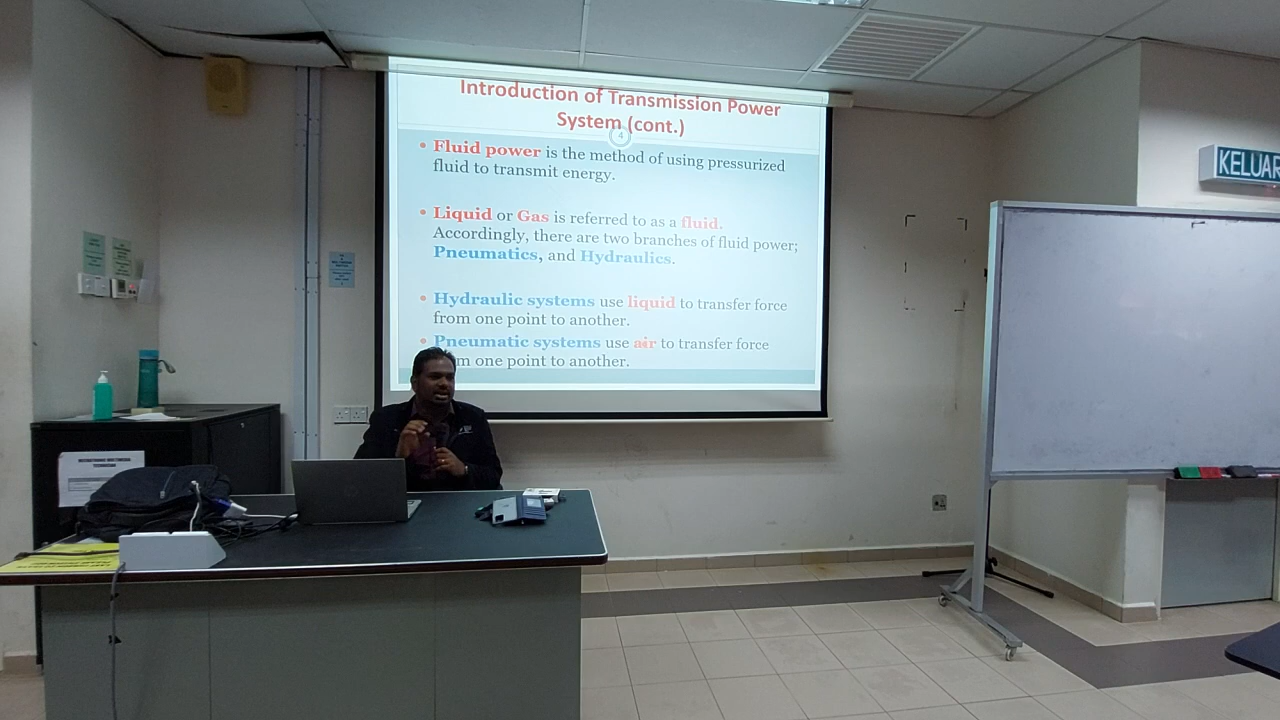 Introduction of Transmission Power
System (cont.)
4
• Fluid power is the method of using pressurized
fluid to transmit energy.
• Liquid or Gas is referred to as a fluid.
Accordingly, there are two branches of fluid power;
Pneumatics, and Hydraulics.
• Hydraulic systems use liquid to transfer force
from one point to another.
• Pneumatic systems use air to transfer force
from one point to another.
KELUAR